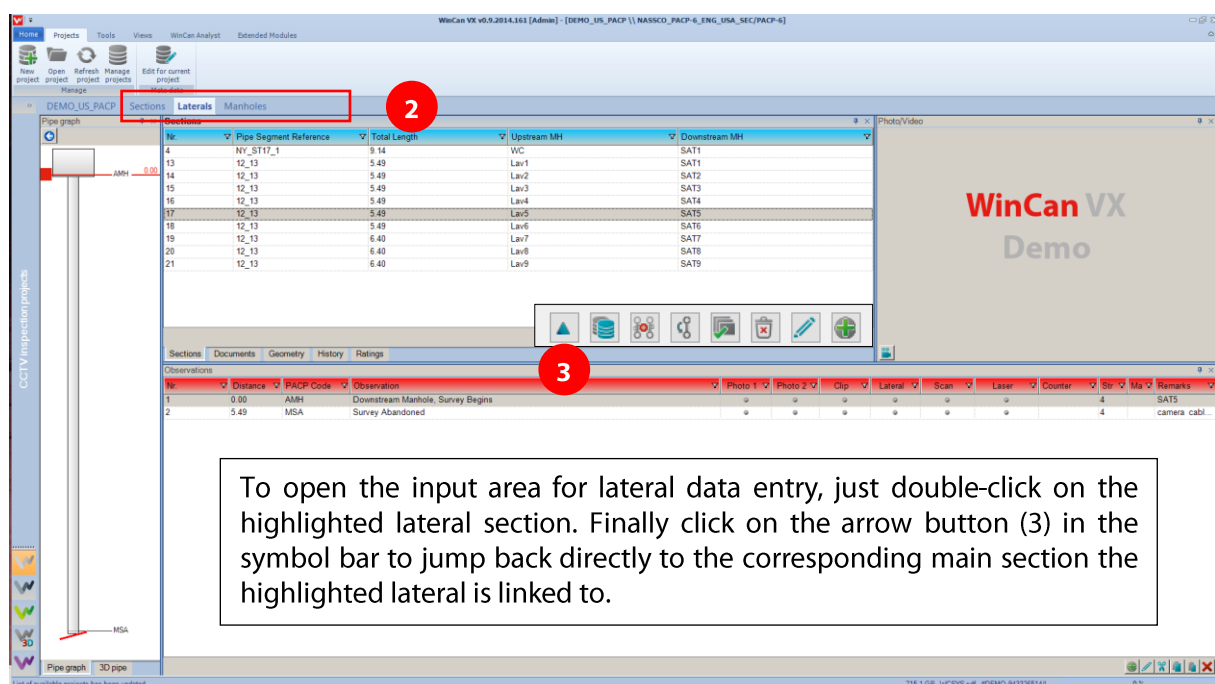 WinCan VX v0.9.2014.161 [Admin] - [DEMO_US_PACP \\ NASSCO_PACP-6_ENG_USA_SEC/PACP-6]
Home Projects Tools Views WinCan Analyst Extended Modules
New project Open project Refresh project Manage projects Edit for current project
Manage
DEMO_US_PACP Sections Laterals Manholes
2
Pipe graph
Sections
Photo/Video
Nr. Pipe Segment Reference Total Length Upstream MH Downstream MH
4 NY_ST17_1 9.14 WC SAT1
13 12_13 5.49 Lav1 SAT1
14 12_13 5.49 Lav2 SAT2
15 12_13 5.49 Lav3 SAT3
16 12_13 5.49 Lav4 SAT4
17 12_13 5.49 Lav5 SAT5
18 12_13 5.49 Lav6 SAT6
19 12_13 6.40 Lav7 SAT7
20 12_13 6.40 Lav8 SAT8
21 12_13 6.40 Lav9 SAT9
AMH 0.00
WinCan VX
Demo
CCTV inspection projects
Sections Documents Geometry History Ratings
3
Observations
Nr. Distance PACP Code Observation Photo 1 Photo 2 Clip Lateral Scan Laser Counter Str Ma Remarks
1 0.00 AMH Downstream Manhole, Survey Begins 4 SAT5
2 5.49 MSA Survey Abandoned 4 camera cabl...
To open the input area for lateral data entry, just double-click on the
highlighted lateral section. Finally click on the arrow button (3) in the
symbol bar to jump back directly to the corresponding main section the
highlighted lateral is linked to.
3D
MSA
Pipe graph 3D pipe